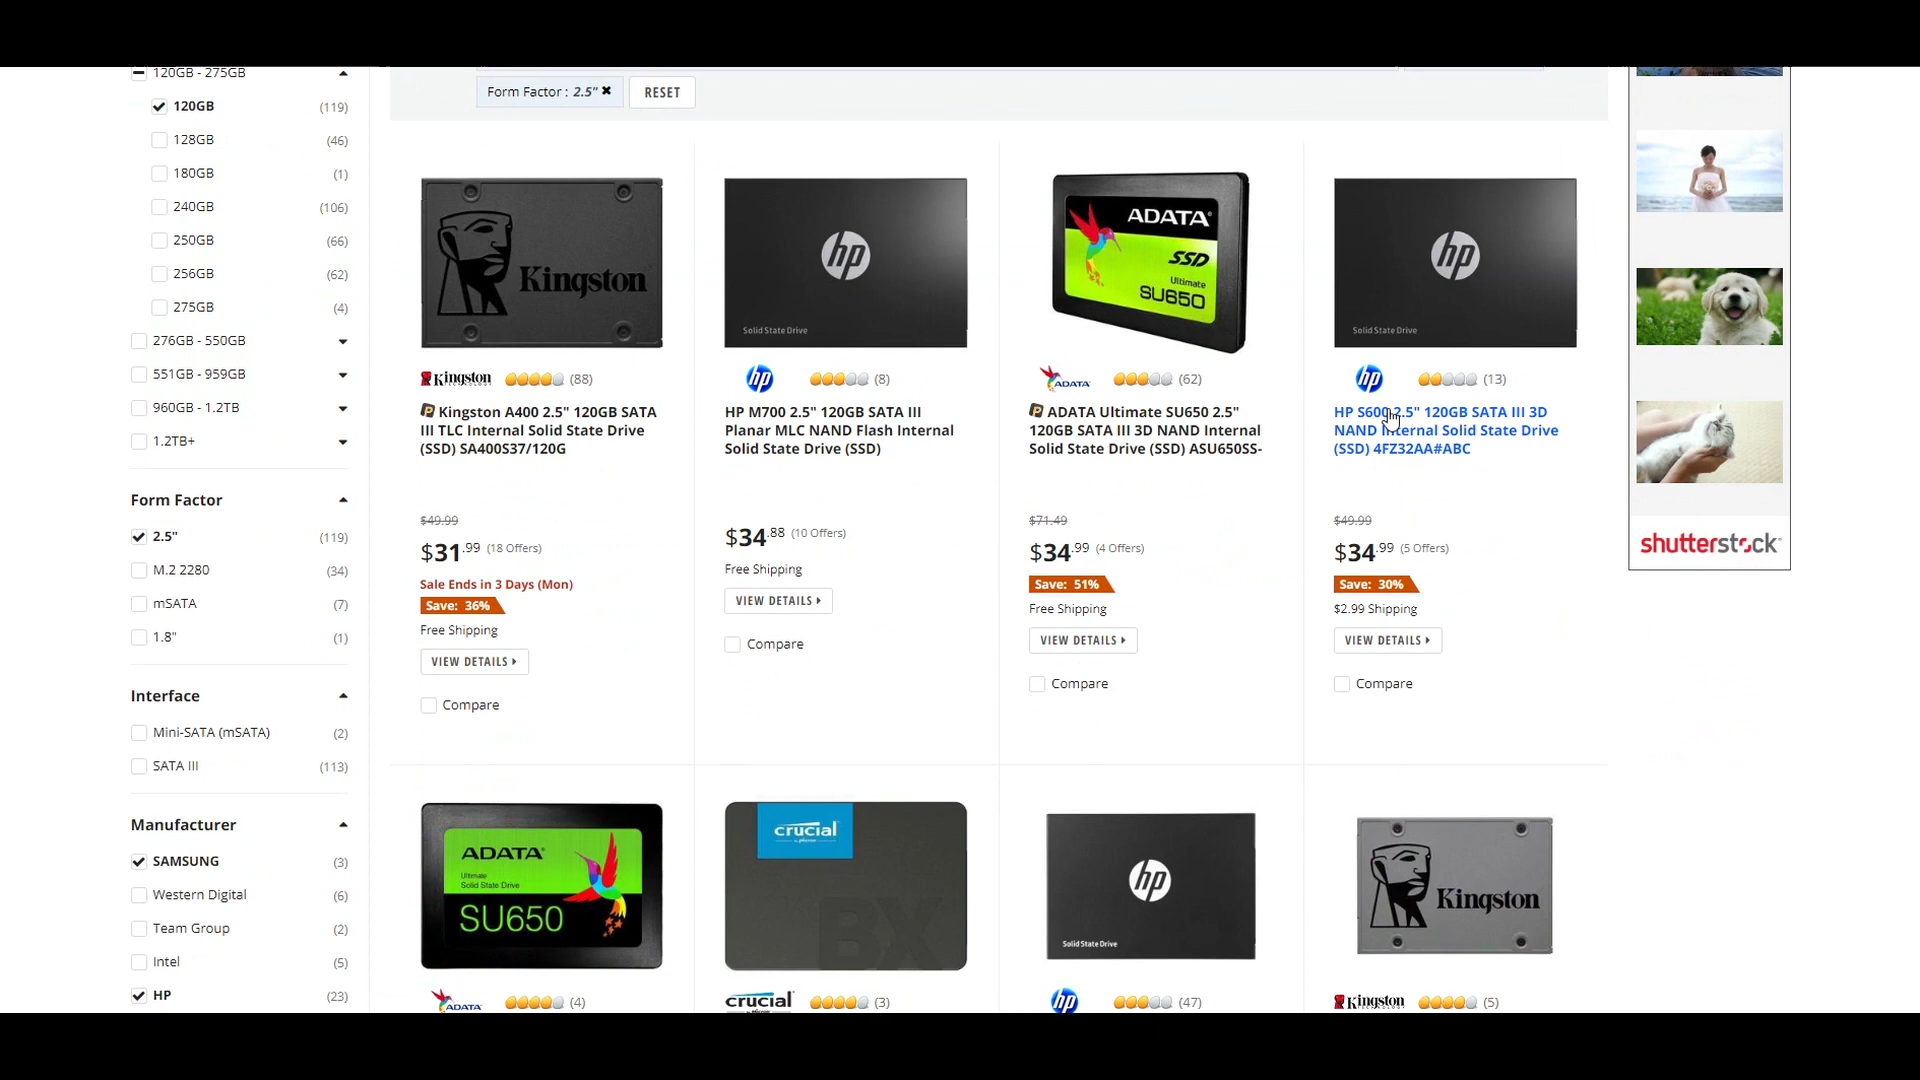 120GB - 275GB
120GB (119)
128GB (46)
180GB (1)
240GB (106)
250GB (66)
256GB (62)
275GB (4)
276GB - 550GB
551GB - 959GB
960GB - 1.2TB
1.2TB+
Form Factor
2.5" (119)
M.2 2280 (34)
mSATA (7)
1.8" (1)
Interface
Mini-SATA (mSATA) (2)
SATA III (113)
Manufacturer
SAMSUNG (3)
Western Digital (6)
Team Group (2)
Intel (5)
HP (23)
Form Factor : 2.5" ✖
RESET
Kingston
Kingston (88)
Kingston A400 2.5" 120GB SATA
III TLC Internal Solid State Drive
(SSD) SA400S37/120G
$49.99
$31.99 (18 Offers)
Sale Ends in 3 Days (Mon)
Save: 36%
Free Shipping
VIEW DETAILS
Compare
hp
Solid State Drive
hp (8)
HP M700 2.5" 120GB SATA III
Planar MLC NAND Flash Internal
Solid State Drive (SSD)
$34.88 (10 Offers)
Free Shipping
VIEW DETAILS
Compare
ADATA
SSD
Ultimate
SU650
ADATA (62)
ADATA Ultimate SU650 2.5"
120GB SATA III 3D NAND Internal
Solid State Drive (SSD) ASU650SS-
$71.49
$34.99 (4 Offers)
Save: 51%
Free Shipping
VIEW DETAILS
Compare
hp
Solid State Drive
hp (13)
HP S600 2.5" 120GB SATA III 3D
NAND Internal Solid State Drive
(SSD) 4FZ32AA#ABC
$49.99
$34.99 (5 Offers)
Save: 30%
$2.99 Shipping
VIEW DETAILS
Compare
ADATA
Ultimate
Solid State Drive
SU650
ADATA (4)
crucial
by micron
BX
crucial (3)
hp
Solid State Drive
hp (47)
Kingston
Kingston (5)
shutterstock